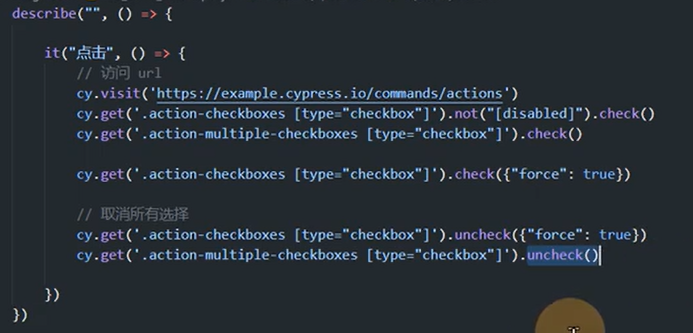 describe("", () => {
it("点击", () => {
// 访问 url
cy.visit('https://example.cypress.io/commands/actions')
cy.get('.action-checkboxes [type="checkbox"]').not("[disabled]").check()
cy.get('.action-multiple-checkboxes [type="checkbox"]').check()
cy.get('.action-checkboxes [type="checkbox"]').check({"force": true})
// 取消所有选择
cy.get('.action-checkboxes [type="checkbox"]').uncheck({"force": true})
cy.get('.action-multiple-checkboxes [type="checkbox"]').uncheck()
})
})